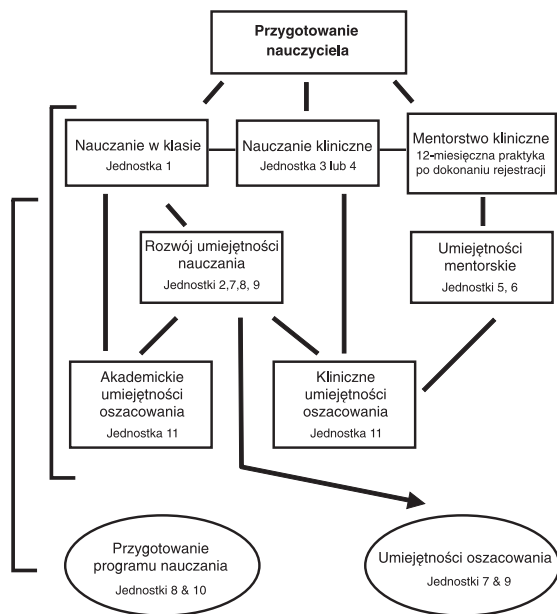 Przygotowanie
nauczyciela
Nauczanie w klasie
Jednostka 1
Nauczanie kliniczne
Jednostka 3 lub 4
Mentorstwo kliniczne
12-miesięczna praktyka
po dokonaniu rejestracji
Rozwój umiejętności
nauczania
Jednostki 2,7,8, 9
Umiejętności
mentorskie
Jednostki 5, 6
Akademickie
umiejętności
oszacowania
Jednostka 11
Kliniczne
umiejętności
oszacowania
Jednostka 11
Przygotowanie
programu nauczania
Jednostki 8 & 10
Umiejętności oszacowania
Jednostki 7 & 9